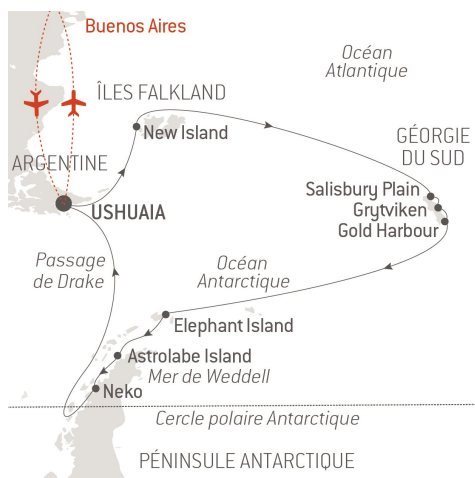 Buenos Aires
Océan
Atlantique
ÎLES FALKLAND
New Island
GÉORGIE
DU SUD
ARGENTINE
Salisbury Plain
Grytviken
Gold Harbour
USHUAIA
Passage
de Drake
Océan
Antarctique
Elephant Island
Astrolabe Island
Mer de Weddell
Neko
Cercle polaire Antarctique
PÉNINSULE ANTARCTIQUE